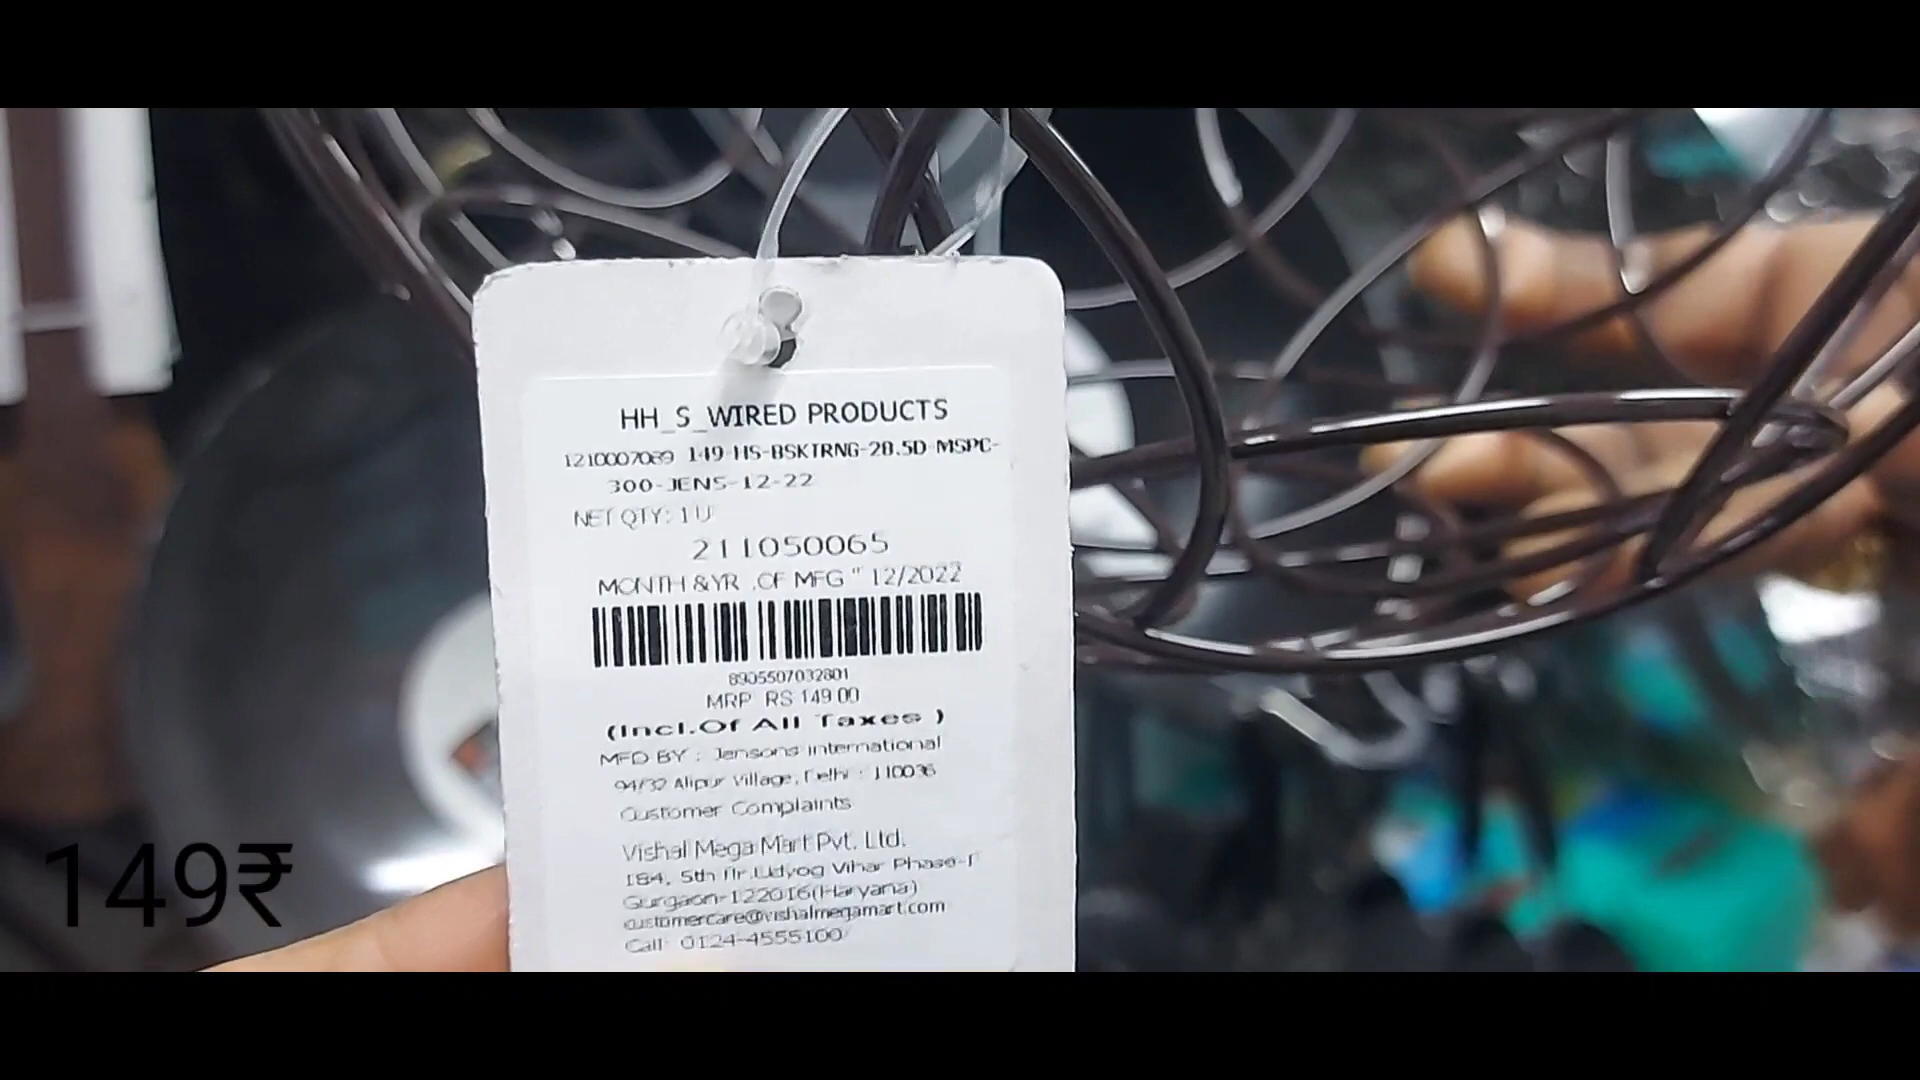 HH_S_WIRED PRODUCTS
1210007089 149-HS-BSKTRNG-28.5D-MSPC-
300-JENS-12-22
NET QTY: 1 U
211050065
MONTH & YR .OF MFG " 12/2022
8905507032801
MRP RS 149.00
(Incl.Of All Taxes )
MFD BY : Jensons International
94/32 Alipur Village, Delhi : 110036
Customer Complaints
Vishal Mega Mart Pvt. Ltd.
184, 5th Flr.Udyog Vihar Phase-I
Gurgaon-122016(Haryana)
customercare@vishalmegamart.com
Call: 0124-4555100
149₹